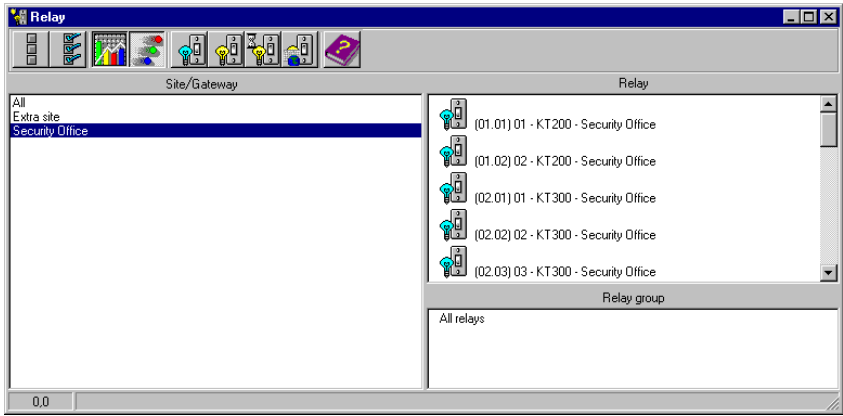 Relay
Site/Gateway
All
Extra site
Security Office
Relay
(01.01) 01 - KT200 - Security Office
(01.02) 02 - KT200 - Security Office
(02.01) 01 - KT300 - Security Office
(02.02) 02 - KT300 - Security Office
(02.03) 03 - KT300 - Security Office
Relay group
All relays
0,0